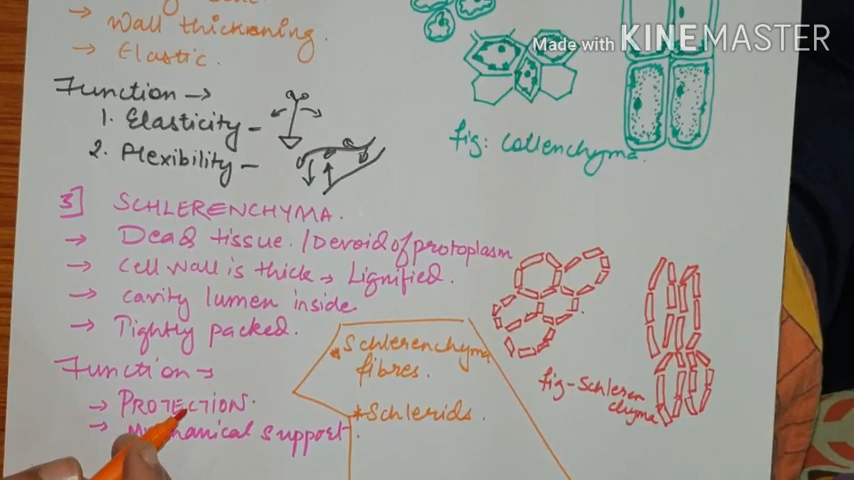 → Wall thickening.
→ Elastic.
Made with KINEMASTER
Function →
1. Elasticity -
2. Flexibility -
fig: Collenchyma.
3] SCHLERENCHYMA.
→ Dead tissue. / Devoid of protoplasm
→ Cell wall is thick → Lignified.
→ Cavity lumen inside
→ Tightly packed.
Function →
→ PROTECTION.
→ Mechanical support.
* Schlerenchyma
fibres.
* Schlerids.
fig - Schleren
chyma